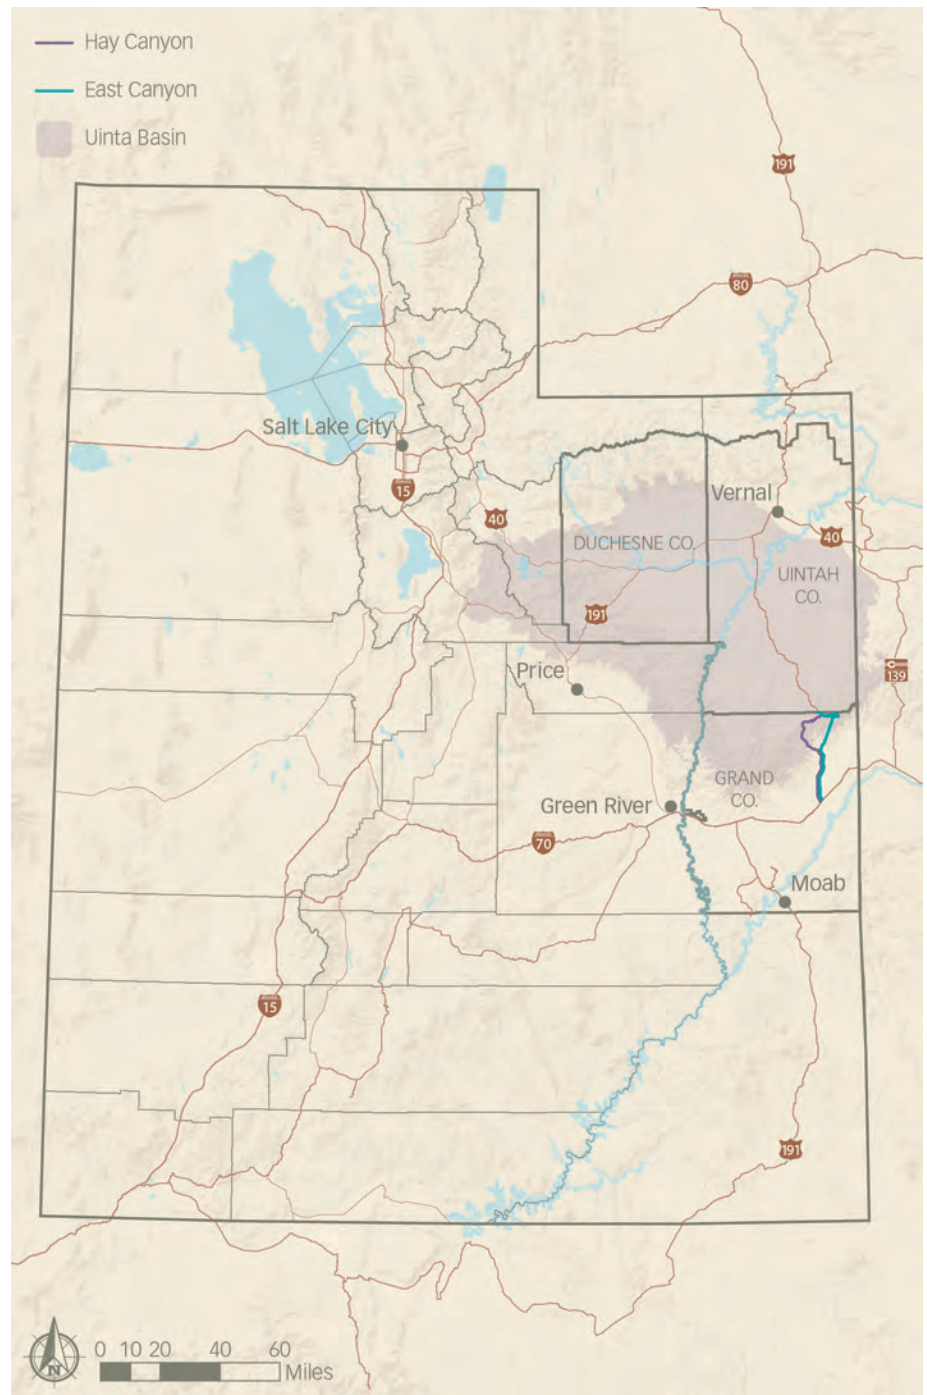 Hay Canyon
East Canyon
Uinta Basin
191
80
Salt Lake City
15
Vernal
40
40
DUCHESNE CO.
UINTAH
CO.
191
Price
139
GRAND
CO.
Green River
70
Moab
15
191
N
0 10 20 40 60
Miles